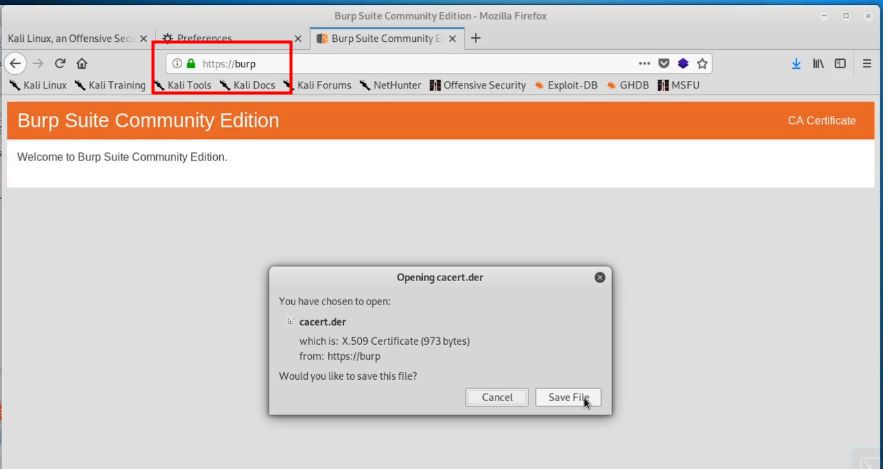 Burp Suite Community Edition - Mozilla Firefox
Kali Linux, an Offensive Sec
Preferences
Burp Suite Community E
https://burp
Kali Linux Kali Training Kali Tools Kali Docs Kali Forums NetHunter Offensive Security Exploit-DB GHDB MSFU
Burp Suite Community Edition
CA Certificate
Welcome to Burp Suite Community Edition.
Opening cacert.der
You have chosen to open:
cacert.der
which is: X.509 Certificate (973 bytes)
from: https://burp
Would you like to save this file?
Cancel Save File